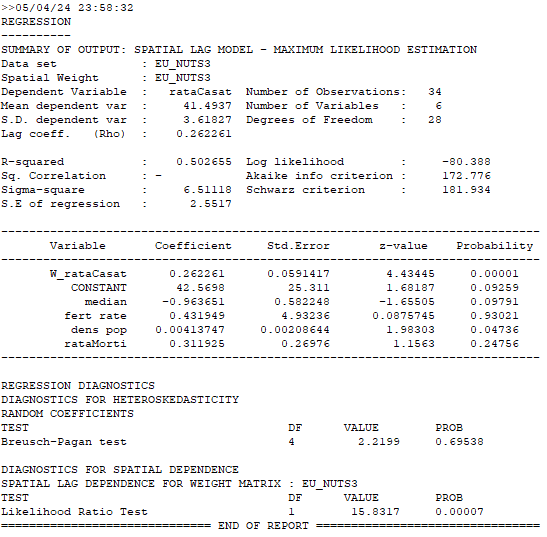 >>05/04/24 23:58:32
REGRESSION
----------
SUMMARY OF OUTPUT: SPATIAL LAG MODEL - MAXIMUM LIKELIHOOD ESTIMATION
Data set : EU_NUTS3
Spatial Weight : EU_NUTS3
Dependent Variable : rataCasat Number of Observations: 34
Mean dependent var : 41.4937 Number of Variables : 6
S.D. dependent var : 3.61827 Degrees of Freedom : 28
Lag coeff. (Rho) : 0.262261
R-squared : 0.502655 Log likelihood : -80.388
Sq. Correlation : - Akaike info criterion : 172.776
Sigma-square : 6.51118 Schwarz criterion : 181.934
S.E of regression : 2.5517
-----------------------------------------------------------------------------
Variable Coefficient Std.Error z-value Probability
-----------------------------------------------------------------------------
W_rataCasat 0.262261 0.0591417 4.43445 0.00001
CONSTANT 42.5698 25.311 1.68187 0.09259
median -0.963651 0.582248 -1.65505 0.09791
fert rate 0.431949 4.93236 0.0875745 0.93021
dens pop 0.00413747 0.00208644 1.98303 0.04736
rataMorti 0.311925 0.26976 1.1563 0.24756
-----------------------------------------------------------------------------
REGRESSION DIAGNOSTICS
DIAGNOSTICS FOR HETEROSKEDASTICITY
RANDOM COEFFICIENTS
TEST DF VALUE PROB
Breusch-Pagan test 4 2.2199 0.69538
DIAGNOSTICS FOR SPATIAL DEPENDENCE
SPATIAL LAG DEPENDENCE FOR WEIGHT MATRIX : EU_NUTS3
TEST DF VALUE PROB
Likelihood Ratio Test 1 15.8317 0.00007
============================== END OF REPORT ================================